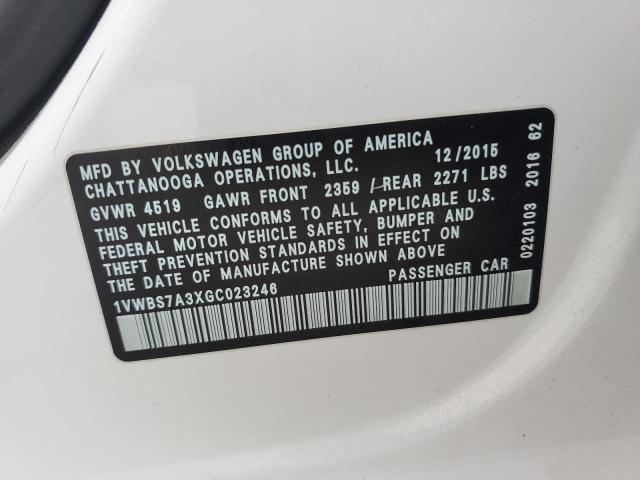 MFD BY VOLKSWAGEN GROUP OF AMERICA
CHATTANOOGA OPERATIONS, LLC. 12/2015
GVWR 4519 GAWR FRONT 2359 / REAR 2271 LBS
THIS VEHICLE CONFORMS TO ALL APPLICABLE U.S.
FEDERAL MOTOR VEHICLE SAFETY, BUMPER AND
THEFT PREVENTION STANDARDS IN EFFECT ON
THE DATE OF MANUFACTURE SHOWN ABOVE
1VWBS7A3XGC023246 PASSENGER CAR
0220103 2016 62